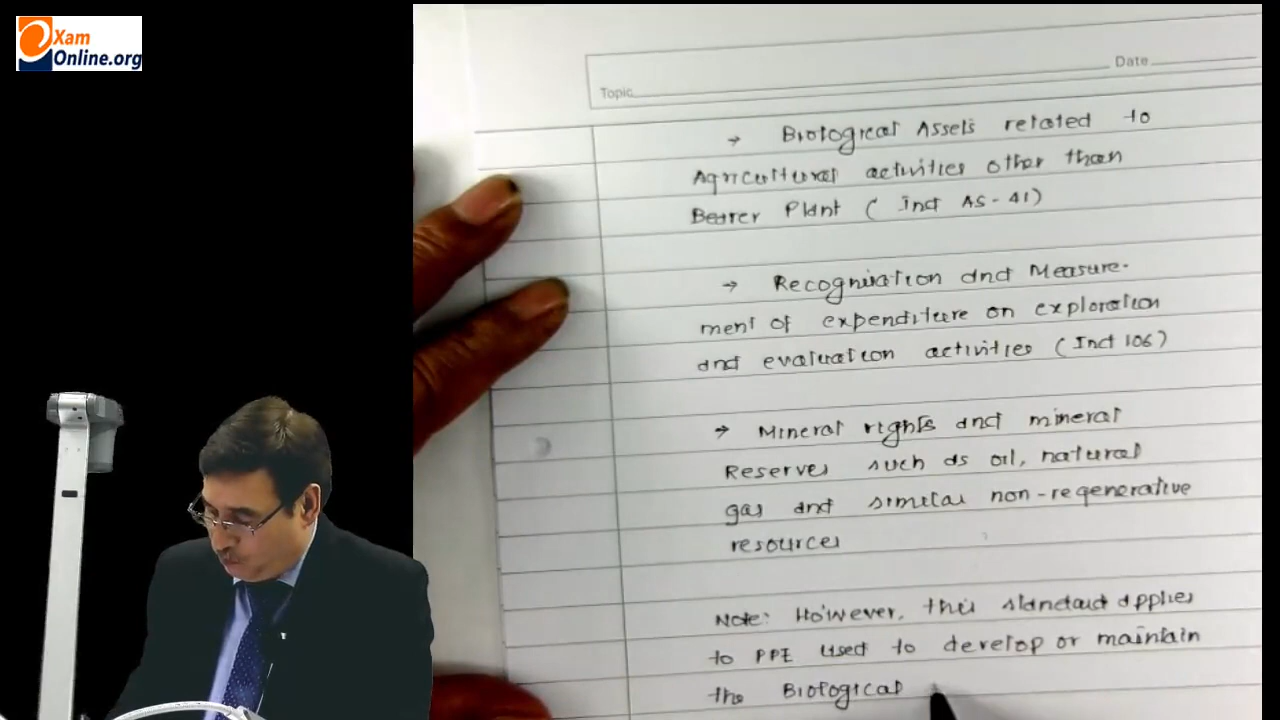 Xam
Online.org
Topic
Date
→ Biological Assets related to
Agricultural activities other than
Bearer Plant ( Ind AS - 41)
→ Recognisation and Measure-
ment of expenditure on exploration
and evaluation activities (Ind 106)
→ Mineral rights and mineral
Reserves such as oil, natural
gas and similar non-regenerative
resources
Note: However, this standard applies
to PPE used to develop or maintain
the Biological